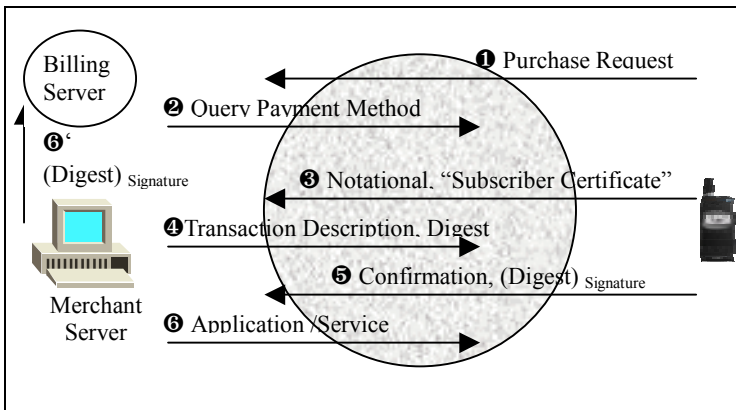 Billing
Server
❶ Purchase Request
❷ Query Payment Method
❻‘
(Digest) Signature
❸ Notational, “Subscriber Certificate”
❹Transaction Description, Digest
❺ Confirmation, (Digest) Signature
Merchant
Server
❻ Application /Service